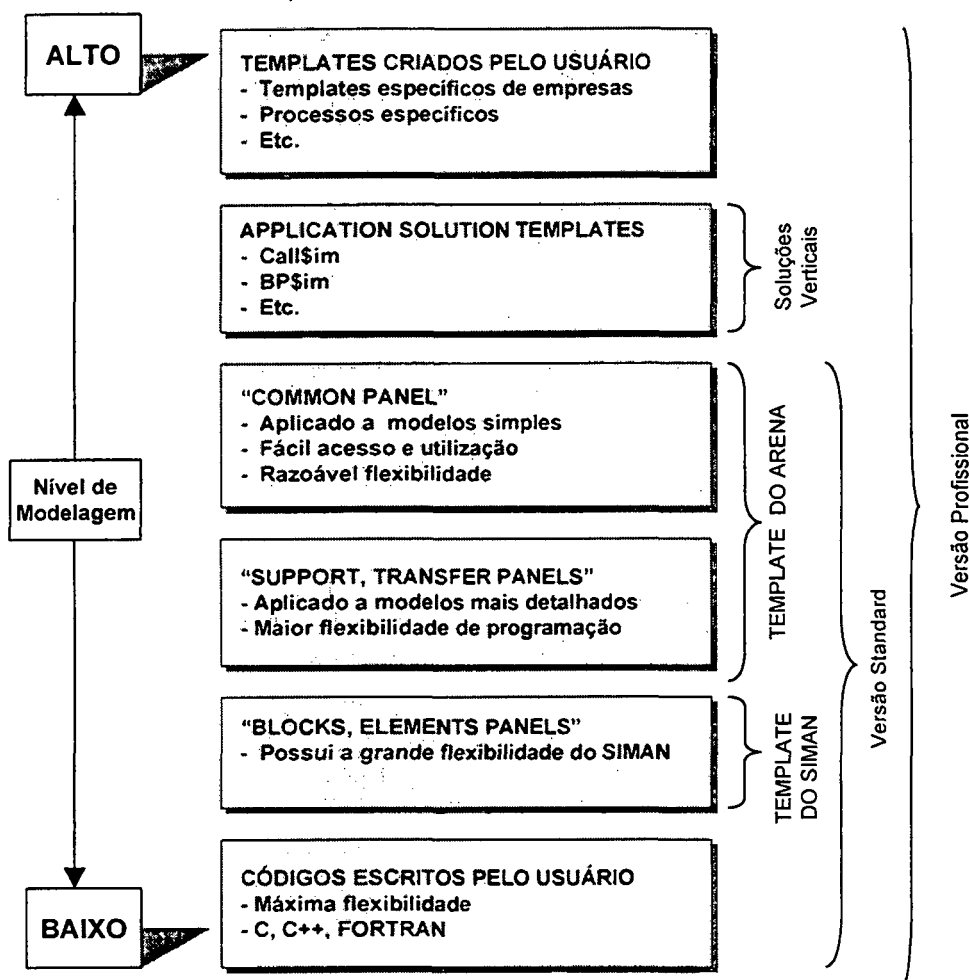 ALTO
TEMPLATES CRIADOS PELO USUÁRIO
- Templates específicos de empresas
- Processos específicos
- Etc.
APPLICATION SOLUTION TEMPLATES
- Call$im
- BP$im
- Etc.
Soluções
Verticais
"COMMON PANEL"
- Aplicado a modelos simples
- Fácil acesso e utilização
- Razoável flexibilidade
Nível de
Modelagem
"SUPPORT, TRANSFER PANELS"
- Aplicado a modelos mais detalhados
- Maior flexibilidade de programação
TEMPLATE DO ARENA
"BLOCKS, ELEMENTS PANELS"
- Possui a grande flexibilidade do SIMAN
TEMPLATE
DO SIMAN
Versão Standard
Versão Profissional
CÓDIGOS ESCRITOS PELO USUÁRIO
- Máxima flexibilidade
- C, C++, FORTRAN
BAIXO